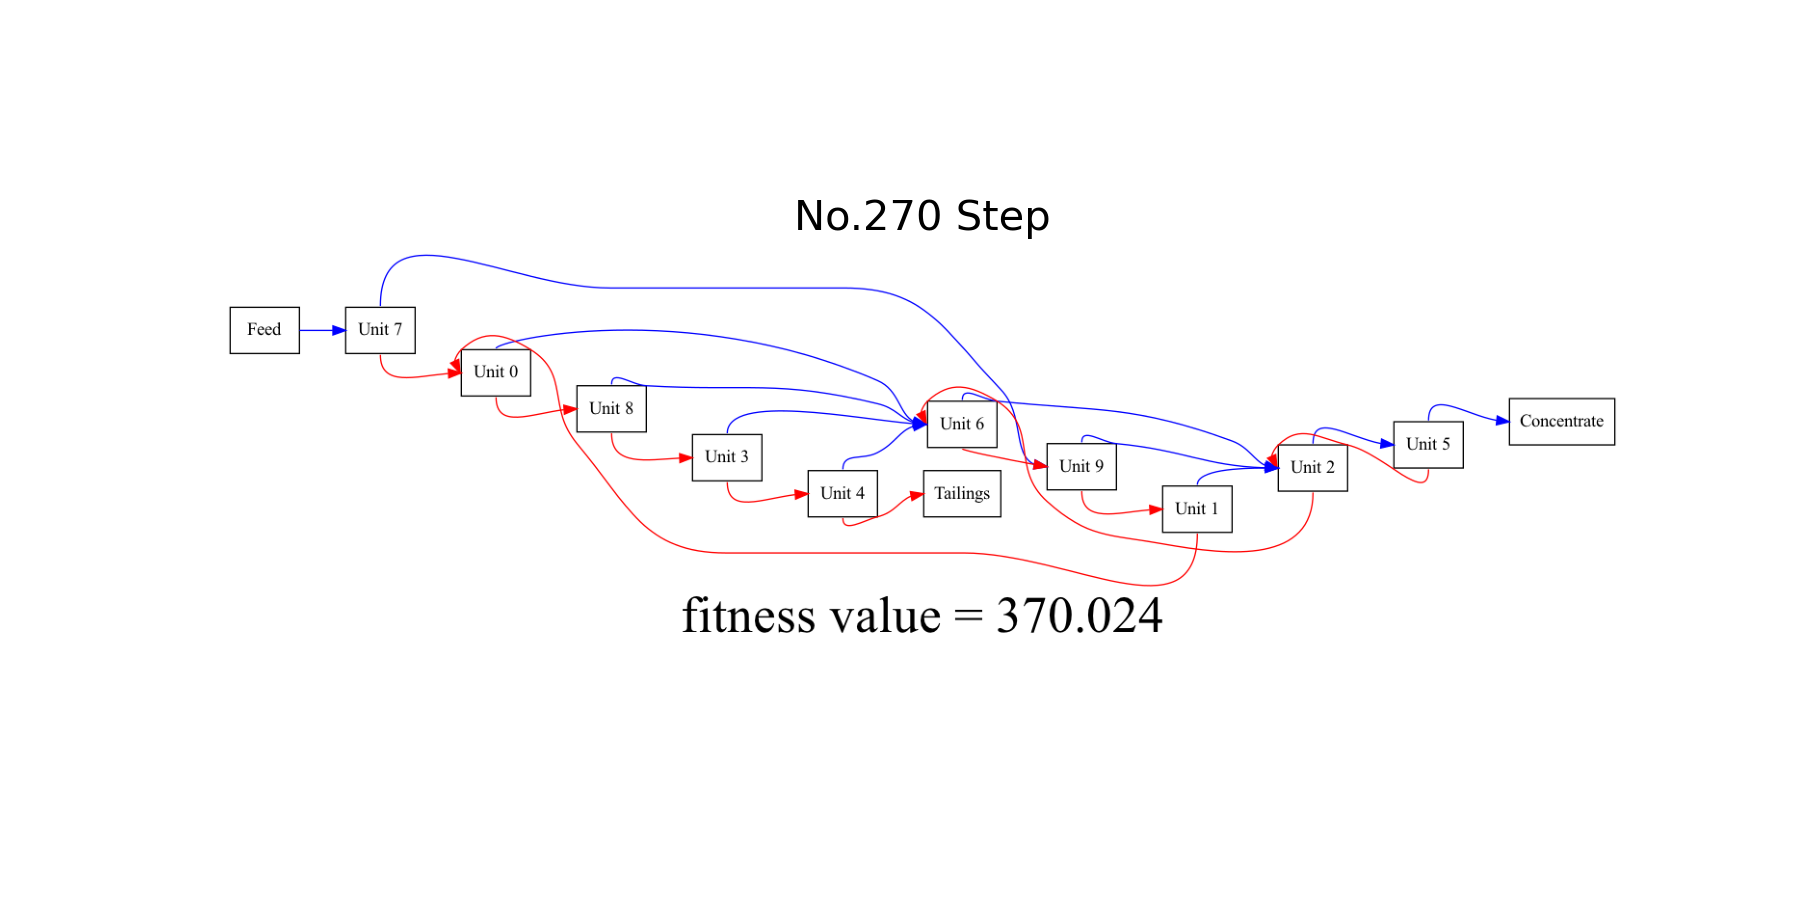 No.270 Step
Feed
Unit 7
Unit 0
Unit 8
Unit 3
Unit 4
Unit 6
Tailings
Unit 9
Unit 1
Unit 2
Unit 5
Concentrate
fitness value = 370.024